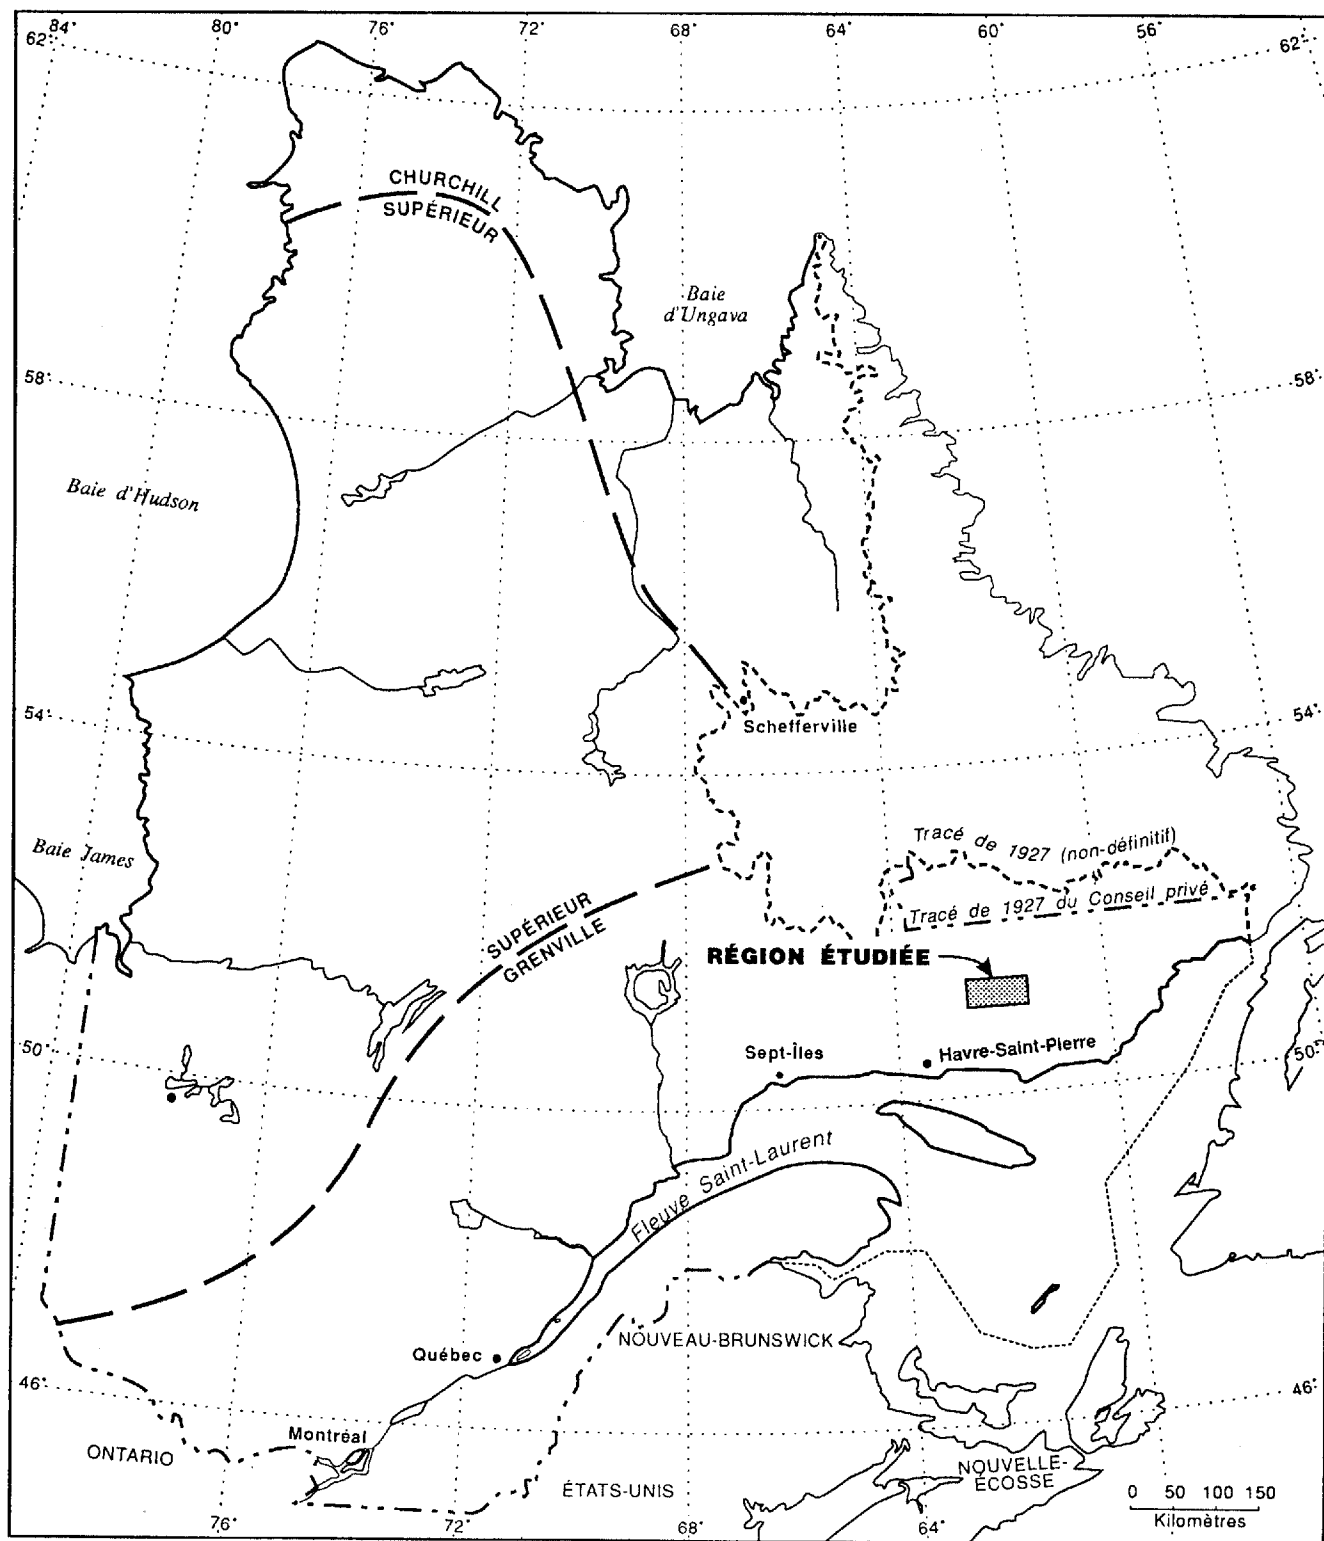 84°
80°
76°
72°
68°
64°
60°
56°
62°
62°
CHURCHILL
SUPÉRIEUR
Baie
d'Ungava
58°
58°
Baie d'Hudson
54°
Schefferville
54°
Baie James
Tracé de 1927 (non-définitif)
Tracé de 1927 du Conseil privé
SUPÉRIEUR
GRENVILLE
RÉGION ÉTUDIÉE
50°
Sept-Îles
Havre-Saint-Pierre
50°
Fleuve Saint-Laurent
Québec
NOUVEAU-BRUNSWICK
46°
46°
Montréal
ONTARIO
ÉTATS-UNIS
NOUVELLE-
ÉCOSSE
0 50 100 150
Kilomètres
76°
72°
68°
64°